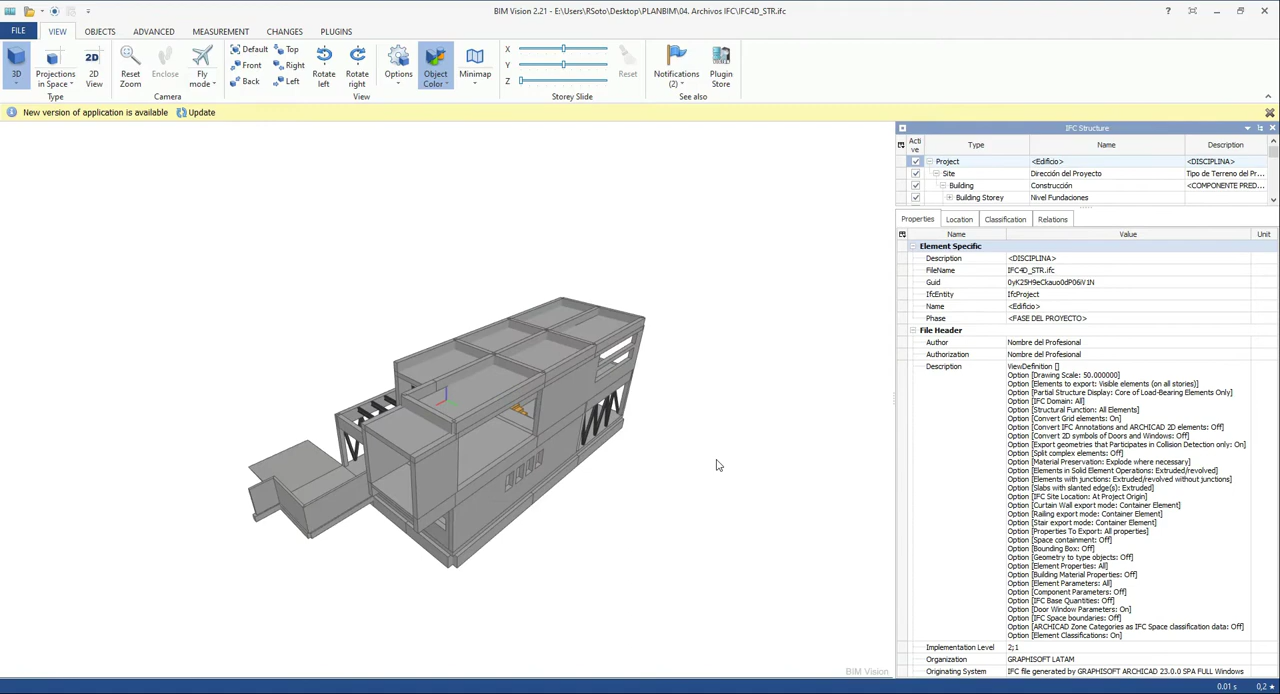 BIM Vision 2.21 - E:\Users\RSoto\Desktop\PLANBIM\04. Archivos IFC\IFC4D_STR.ifc
FILE VIEW OBJECTS ADVANCED MEASUREMENT CHANGES PLUGINS
3D
Projections in Space
2D View
Type
Reset Zoom
Enclose
Fly mode
Camera
Default Top
Front Right
Back Left
Rotate left
Rotate right
View
Options
Object Color
Minimap
X
Y
Z
Reset
Storey Slide
Notifications (2)
Plugin Store
See also
New version of application is available Update
IFC Structure
Active Type Name Description
Project <Edificio> <DISCIPLINA>
Site Dirección del Proyecto Tipo de Terreno del Pr...
Building Construcción <COMPONENTE PRED...
Building Storey Nivel Fundaciones
Properties Location Classification Relations
Name Value Unit
Element Specific
Description <DISCIPLINA>
FileName IFC4D_STR.ifc
Guid
IfcEntity IfcProject
Name <Edificio>
Phase <FASE DEL PROYECTO>
File Header
Author Nombre del Profesional
Authorization Nombre del Profesional
Description ViewDefinition []
Option [Drawing Scale: 50.000000]
Option [Elements to export: Visible elements (on all stories)]
Option [Partial Structure Display: Core of Load-Bearing Elements Only]
Option [IFC Domain: All]
Option [Structural Function: All Elements]
Option [Convert Grid elements: On]
Option [Convert IFC Annotations and ARCHICAD 2D elements: Off]
Option [Convert 2D symbols of Doors and Windows: Off]
Option [Export geometries that Participates in Collision Detection only: On]
Option [Split complex elements: Off]
Option [Material Preservation: Explode where necessary]
Option [Elements in Solid Element Operations: Extruded/revolved]
Option [Elements with junctions: Extruded/revolved without junctions]
Option [Slabs with slanted edge(s): Extruded]
Option [IFC Site Location: At Project Origin]
Option [Curtain Wall export mode: Container Element]
Option [Railing export mode: Container Element]
Option [Stair export mode: Container Element]
Option [Properties To Export: All properties]
Option [Space containment: Off]
Option [Bounding Box: Off]
Option [Geometry to type objects: Off]
Option [Element Properties: All]
Option [Building Material Properties: Off]
Option [Element Parameters: All]
Option [Component Parameters: Off]
Option [IFC Base Quantities: Off]
Option [Door Window Parameters: On]
Option [IFC Space boundaries: Off]
Option [ARCHICAD Zone Categories as IFC Space classification data: Off]
Option [Element Classifications: On]
Implementation Level 2;1
Organization GRAPHISOFT LATAM
Originating System IFC file generated by GRAPHISOFT ARCHICAD 23.0.0 SPA FULL Windows
BIM Vision
0.01 s 0,2